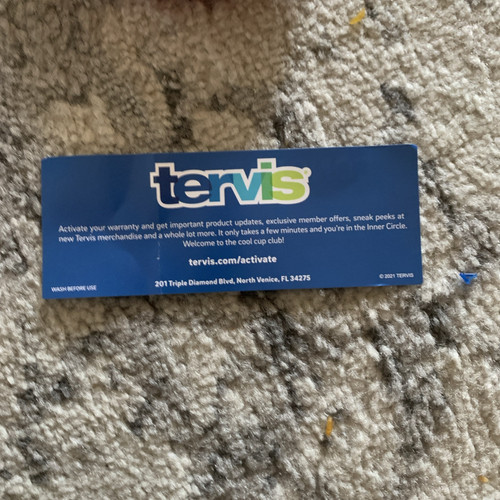 tervis®
Activate your warranty and get important product updates, exclusive member offers, sneak peeks at
new Tervis merchandise and a whole lot more. It only takes a few minutes and you're in the Inner Circle.
Welcome to the cool cup club!
tervis.com/activate
WASH BEFORE USE
201 Triple Diamond Blvd, North Venice, FL 34275
© 2021 TERVIS